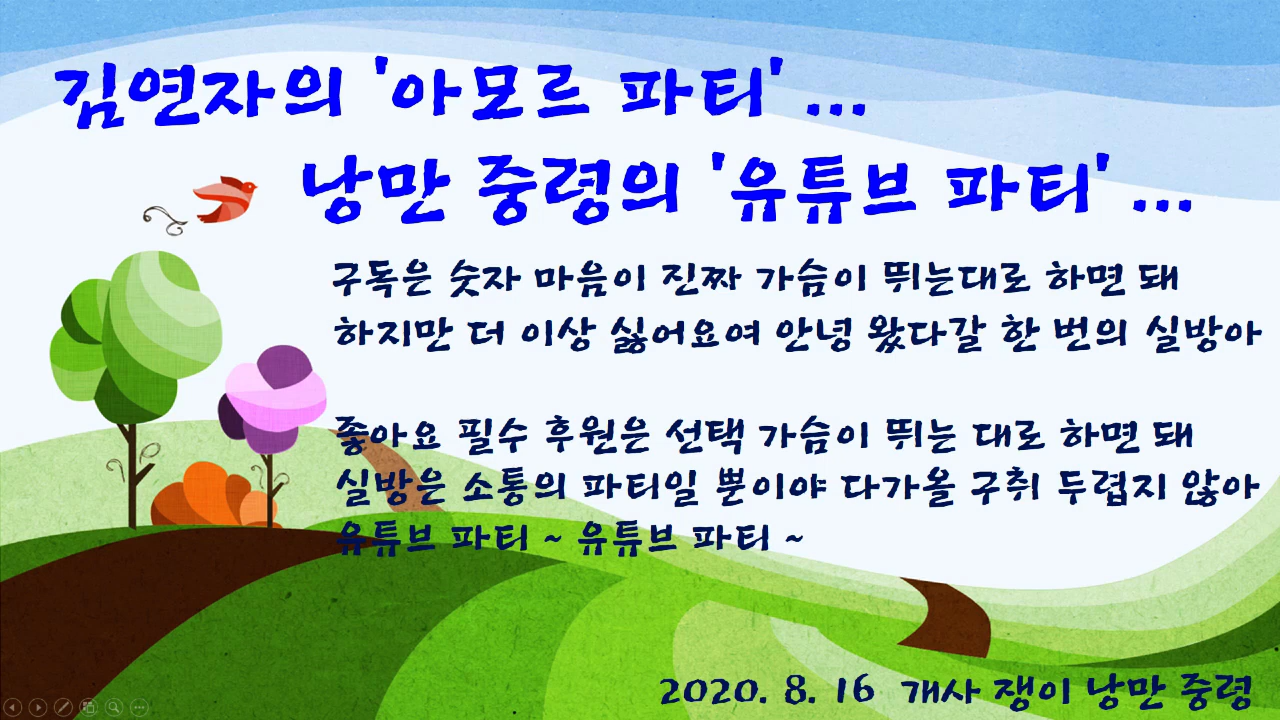 김연자의 '아모르 파티' ...
낭만 중령의 '유튜브 파티' ...
구독은 숫자 마음이 진짜 가슴이 뛰는대로 하면 돼
하지만 더 이상 싫어요여 안녕 왔다갈 한 번의 실방아
좋아요 필수 후원은 선택 가슴이 뛰는 대로 하면 돼
실방은 소통의 파티일 뿐이야 다가올 구취 두렵지 않아
유튜브 파티 ~ 유튜브 파티 ~
2020. 8. 16 개사 쟁이 낭만 중령